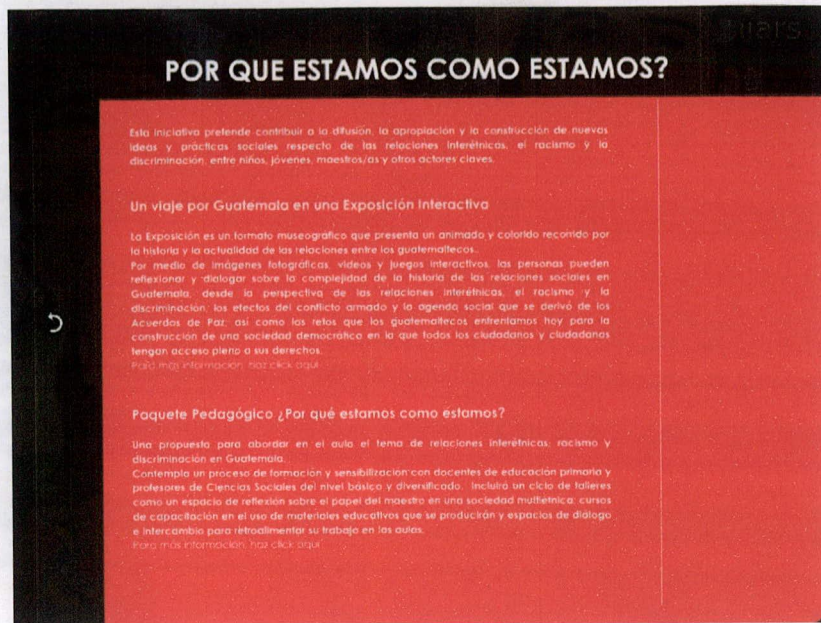 POR QUE ESTAMOS COMO ESTAMOS?
Esta iniciativa pretende contribuir a la difusión, la apropiación y la construcción de nuevas
ideas y prácticas sociales respecto de las relaciones interétnicas, el racismo y la
discriminación, entre niños, jóvenes, maestros/as y otros actores claves.
Un viaje por Guatemala en una Exposición Interactiva
La Exposición es un formato museográfico que presenta un animado y colorido recorrido por
la historia y la actualidad de las relaciones entre los guatemaltecos.
Por medio de imágenes fotográficas, videos y juegos interactivos, las personas pueden
reflexionar y dialogar sobre la complejidad de la historia de las relaciones sociales en
Guatemala, desde la perspectiva de las relaciones interétnicas, el racismo y la
discriminación; los efectos del conflicto armado y la agenda social que se derivó de los
Acuerdos de Paz; así como los retos que los guatemaltecos enfrentamos hoy para la
construcción de una sociedad democrática en la que todos los ciudadanos y ciudadanas
tengan acceso pleno a sus derechos.
Para más información, haz click aquí
Paquete Pedagógico ¿Por qué estamos como estamos?
Una propuesta para abordar en el aula el tema de relaciones interétnicas, racismo y
discriminación en Guatemala.
Contempla un proceso de formación y sensibilización con docentes de educación primaria y
profesores de Ciencias Sociales del nivel básico y diversificado. Incluirá un ciclo de talleres
como un espacio de reflexión sobre el papel del maestro en una sociedad multiétnica; cursos
de capacitación en el uso de materiales educativos que se producirán y espacios de diálogo
e intercambio para retroalimentar su trabajo en las aulas.
Para más información, haz click aquí